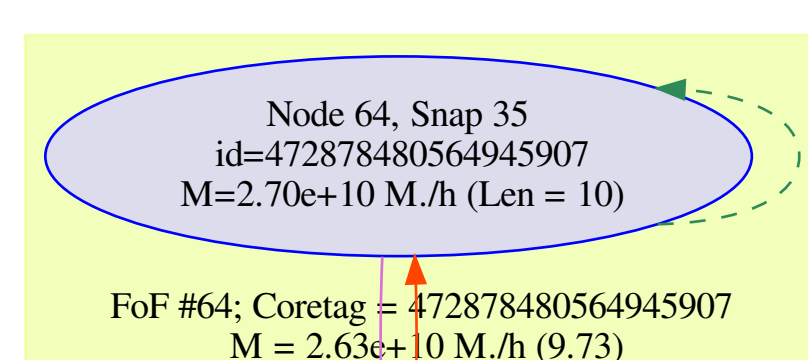 Node 64, Snap 35
id=472878480564945907
M=2.70e+10 M./h (Len = 10)
FoF #64; Coretag = 472878480564945907
M = 2.63e+10 M./h (9.73)